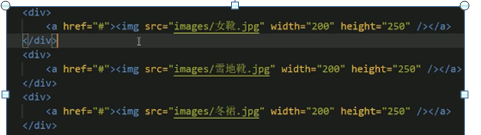 <div>
<a href="#"><img src="images/女靴.jpg" width="200" height="250" /></a>
</div>
<div>
<a href="#"><img src="images/雪地靴.jpg" width="200" height="250" /></a>
</div>
<div>
<a href="#"><img src="images/冬裙.jpg" width="200" height="250" /></a>
</div>